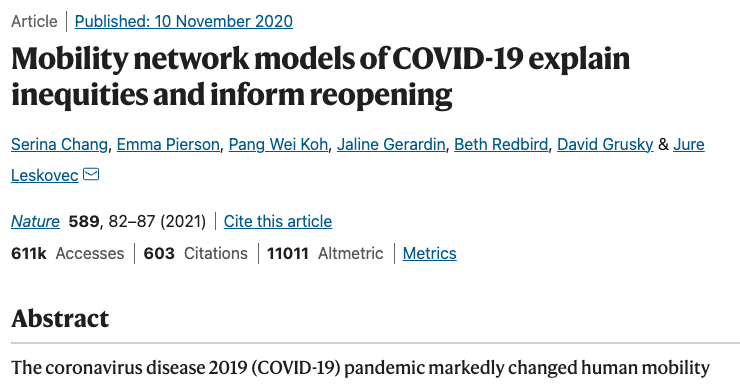 Article | Published: 10 November 2020
Mobility network models of COVID-19 explain
inequities and inform reopening
Serina Chang, Emma Pierson, Pang Wei Koh, Jaline Gerardin, Beth Redbird, David Grusky & Jure
Leskovec
Nature 589, 82–87 (2021) | Cite this article
611k Accesses | 603 Citations | 11011 Altmetric | Metrics
Abstract
The coronavirus disease 2019 (COVID-19) pandemic markedly changed human mobility